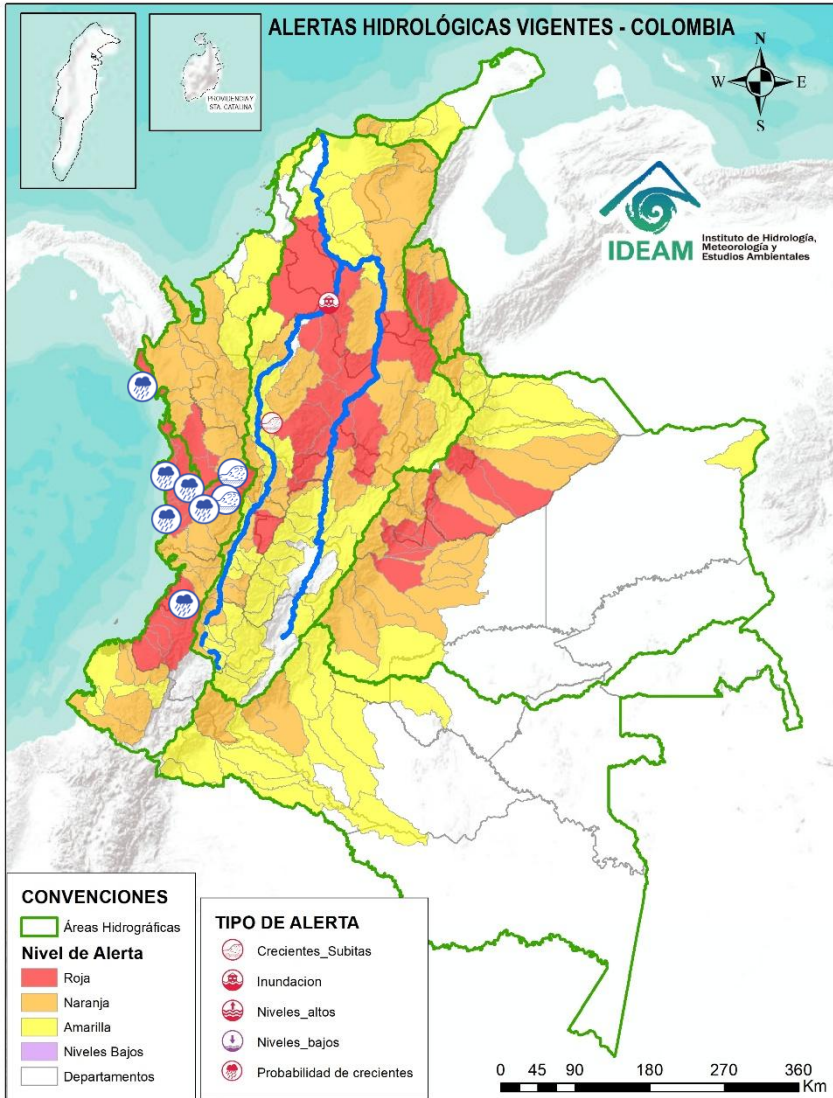 ALERTAS HIDROLÓGICAS VIGENTES - COLOMBIA
PROVIDENCIA Y
STA. CATALINA
N
W
E
S
IDEAM
Instituto de Hidrología,
Meteorología y
Estudios Ambientales
CONVENCIONES
Áreas Hidrográficas
Nivel de Alerta
Roja
Naranja
Amarilla
Niveles Bajos
Departamentos
TIPO DE ALERTA
Crecientes_Subitas
Inundacion
Niveles_altos
Niveles_bajos
Probabilidad de crecientes
0 45 90 180 270 360
Km